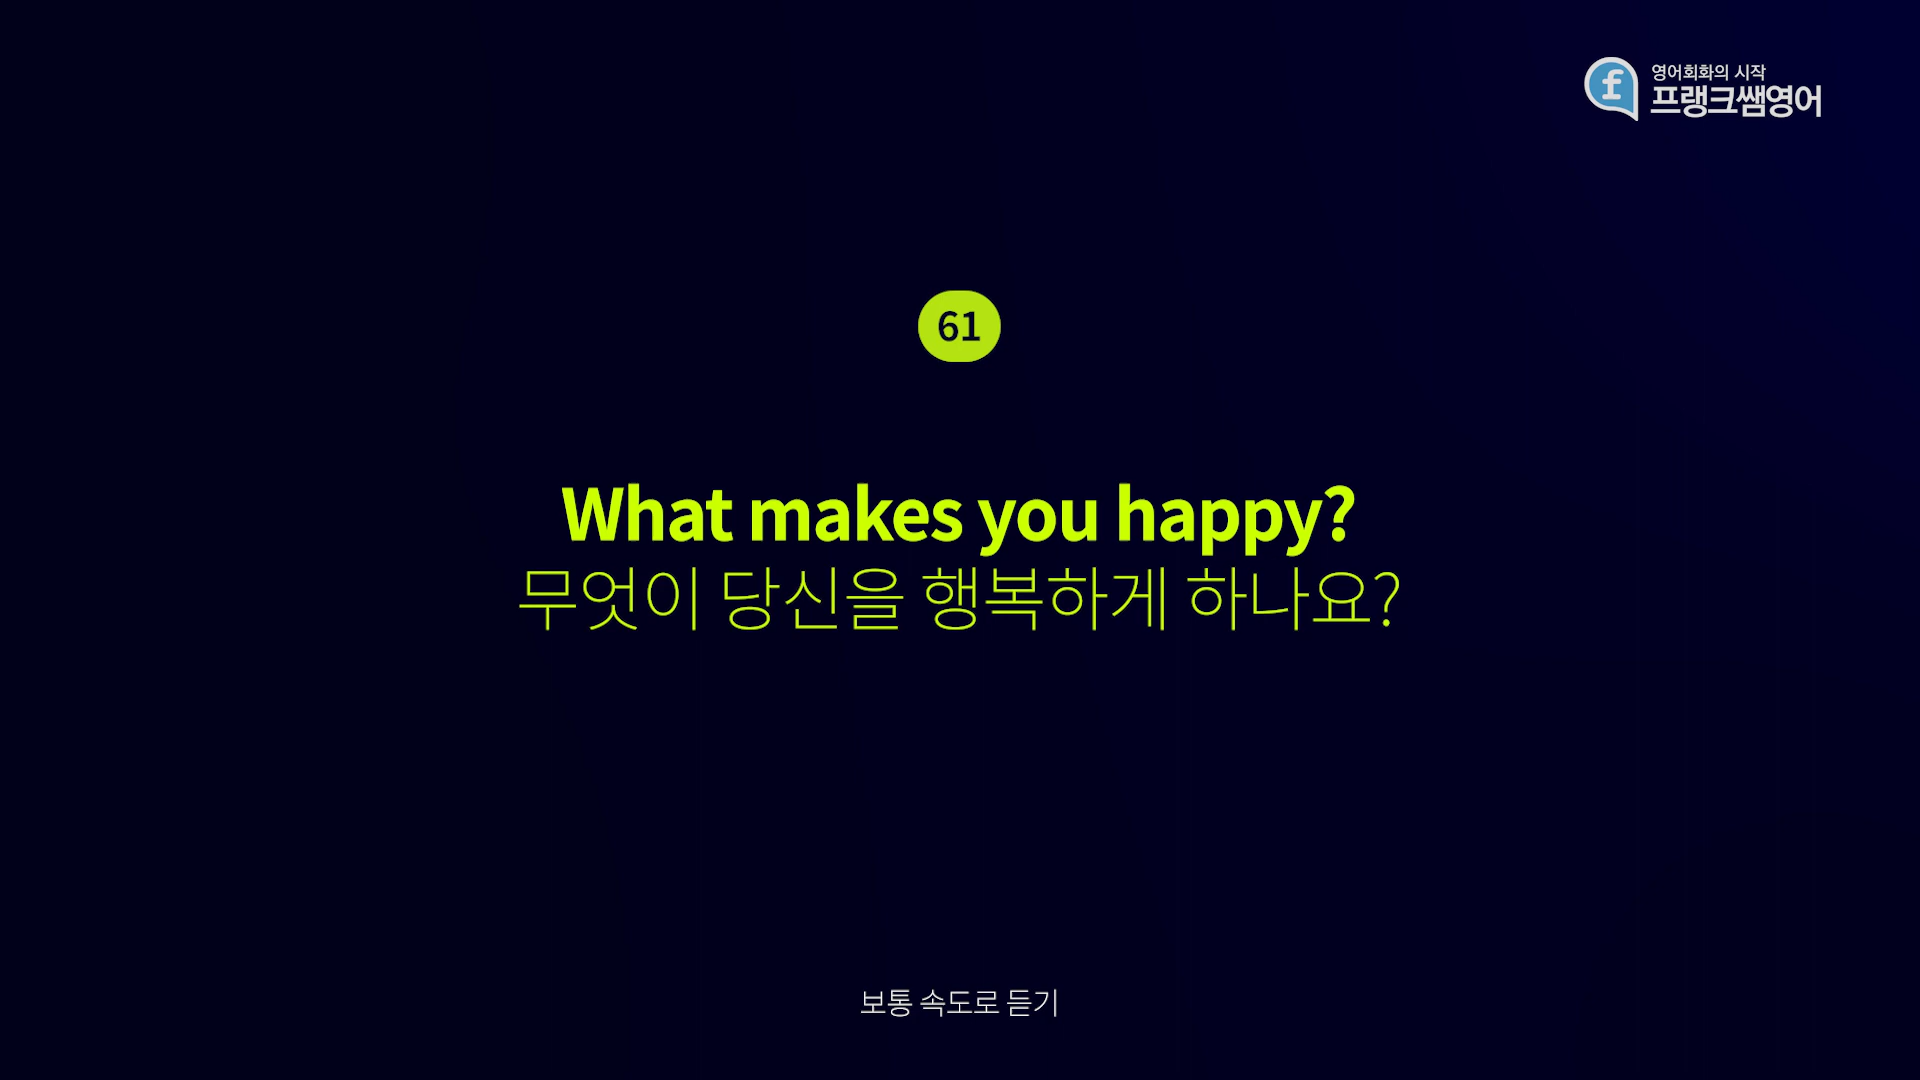 영어회화의 시작
프랭크쌤영어
61
What makes you happy?
무엇이 당신을 행복하게 하나요?
보통 속도로 듣기